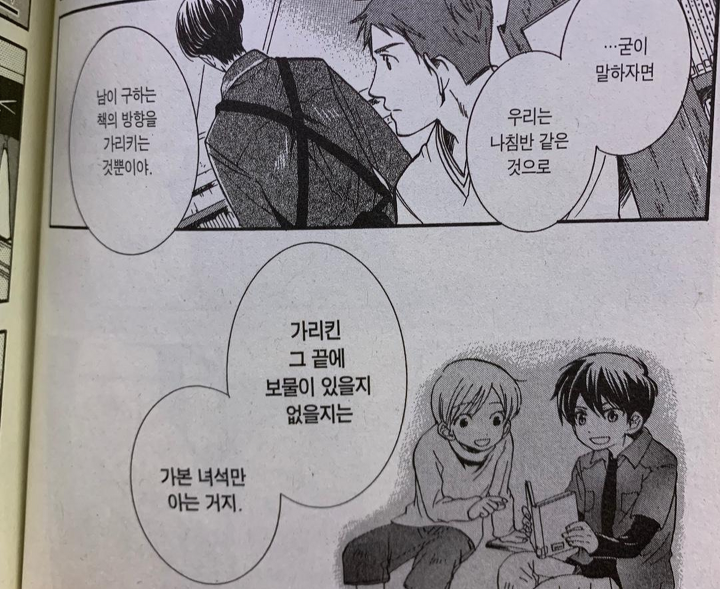 …굳이
말하자면
우리는
나침반 같은
것으로
남이 구하는
책의 방향을
가리키는
것뿐이야.
가리킨
그 끝에
보물이 있을지
없을지는
가본 녀석만
아는 거지.